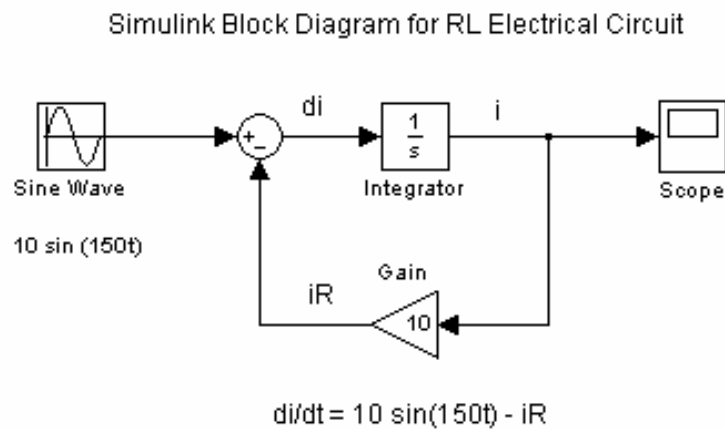 Simulink Block Diagram for RL Electrical Circuit
di
i
+
−
1
s
Sine Wave
Integrator
Scope
10 sin (150t)
Gain
iR
10
di/dt = 10 sin(150t) - iR